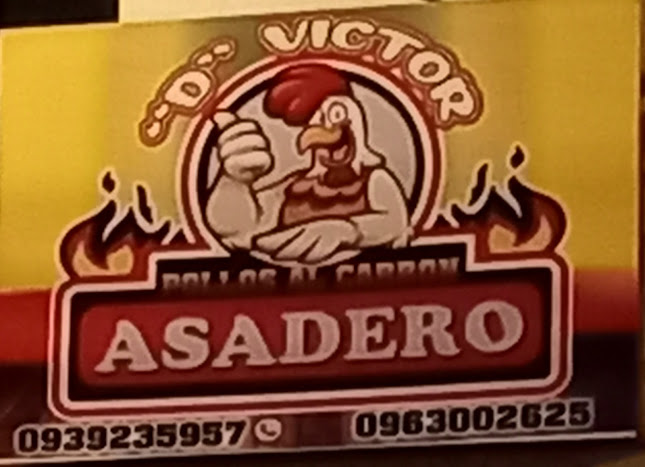 "D" VICTOR
POLLOS AL CARBON
ASADERO
0939235957 0963002625